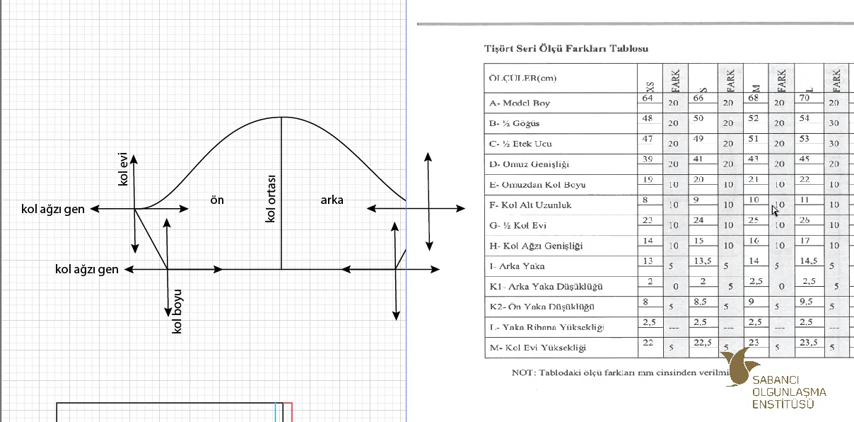 kol evi
ön
kol ortası
arka
kol ağzı gen
kol ağzı gen
kol boyu
Tişört Seri Ölçü Farkları Tablosu
ÖLÇÜLER(cm) XS FARK S FARK M FARK L FARK
A- Model Boy 64 20 66 20 68 20 70 20
B- ½ Göğüs 48 20 50 20 52 20 54 30
C- ½ Etek Ucu 47 20 49 20 51 20 53 30
D- Omuz Genişliği 39 20 41 20 43 20 45 20
E- Omuzdan Kol Boyu 19 10 20 10 21 10 22 10
F- Kol Alt Uzunluk 8 10 9 10 10 10 11 10
G- ½ Kol Evi 23 10 24 10 25 10 26 10
H- Kol Ağzı Genişliği 14 10 15 10 16 10 17 10
I- Arka Yaka 13 5 13,5 5 14 5 14,5 5
K1- Arka Yaka Düşüklüğü 2 0 2 5 2,5 0 2,5 5
K2- Ön Yaka Düşüklüğü 8 5 8,5 5 9 5 9,5 5
L- Yaka Ribana Yüksekliği 2,5 --- 2,5 --- 2,5 --- 2,5 ---
M- Kol Evi Yüksekliği 22 5 22,5 5 23 5 23,5 5
NOT: Tablodaki ölçü farkları mm cinsinden
SABANCI
OLGUNLAŞMA
ENSTİTÜSÜ